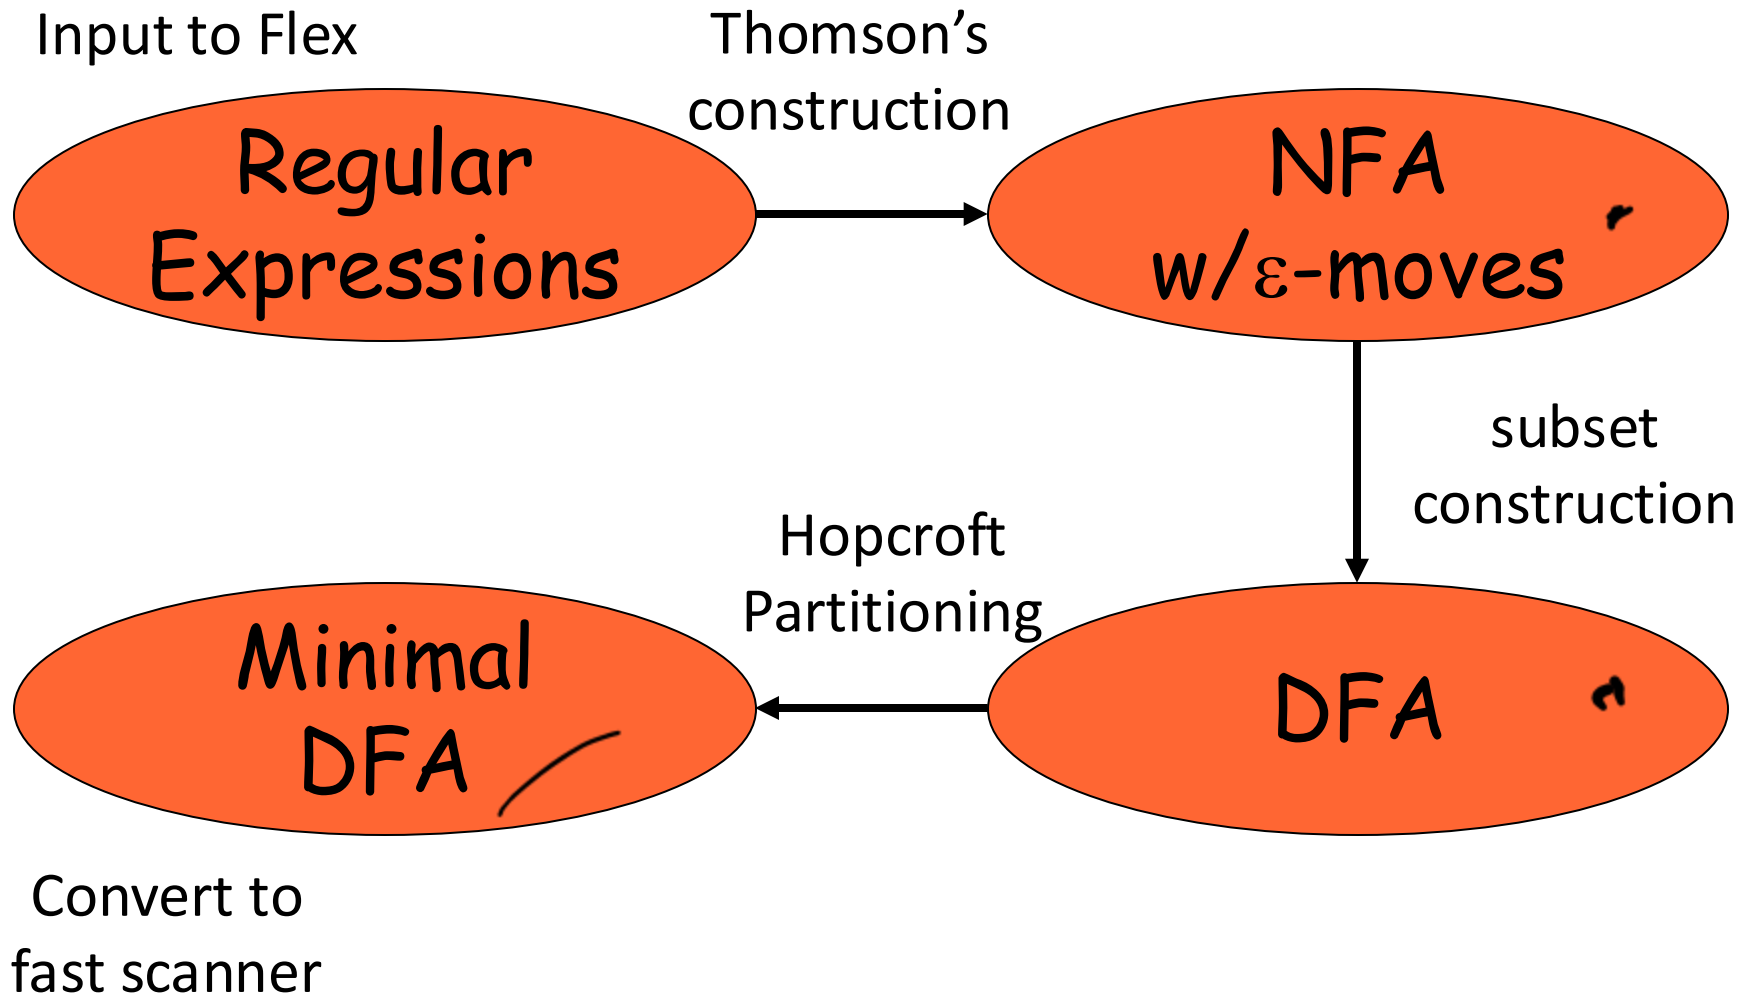 Input to Flex
Thomson’s
construction
Regular
Expressions
NFA
w/ε-moves
subset
construction
Hopcroft
Partitioning
DFA
Minimal
DFA
Convert to
fast scanner